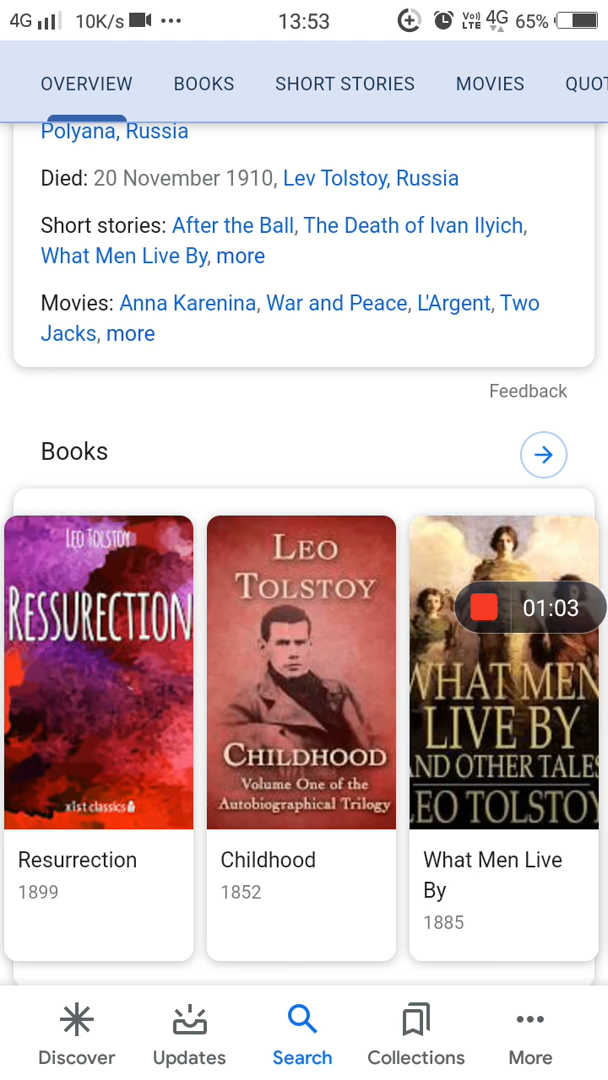 4G 10K/s 13:53 Vo) LTE 4G 65%
OVERVIEW BOOKS SHORT STORIES MOVIES QUOT
Polyana, Russia
Died: 20 November 1910, Lev Tolstoy, Russia
Short stories: After the Ball, The Death of Ivan Ilyich,
What Men Live By, more
Movies: Anna Karenina, War and Peace, L'Argent, Two
Jacks, more
Feedback
Books
LEO TOLSTOY
RESSURECTION
x1st classics
LEO
TOLSTOY
CHILDHOOD
Volume One of the
Autobiographical Trilogy
01:03
WHAT MEN
LIVE BY
AND OTHER TALES
LEO TOLSTOY
Resurrection
1899
Childhood
1852
What Men Live
By
1885
Discover Updates Search Collections More